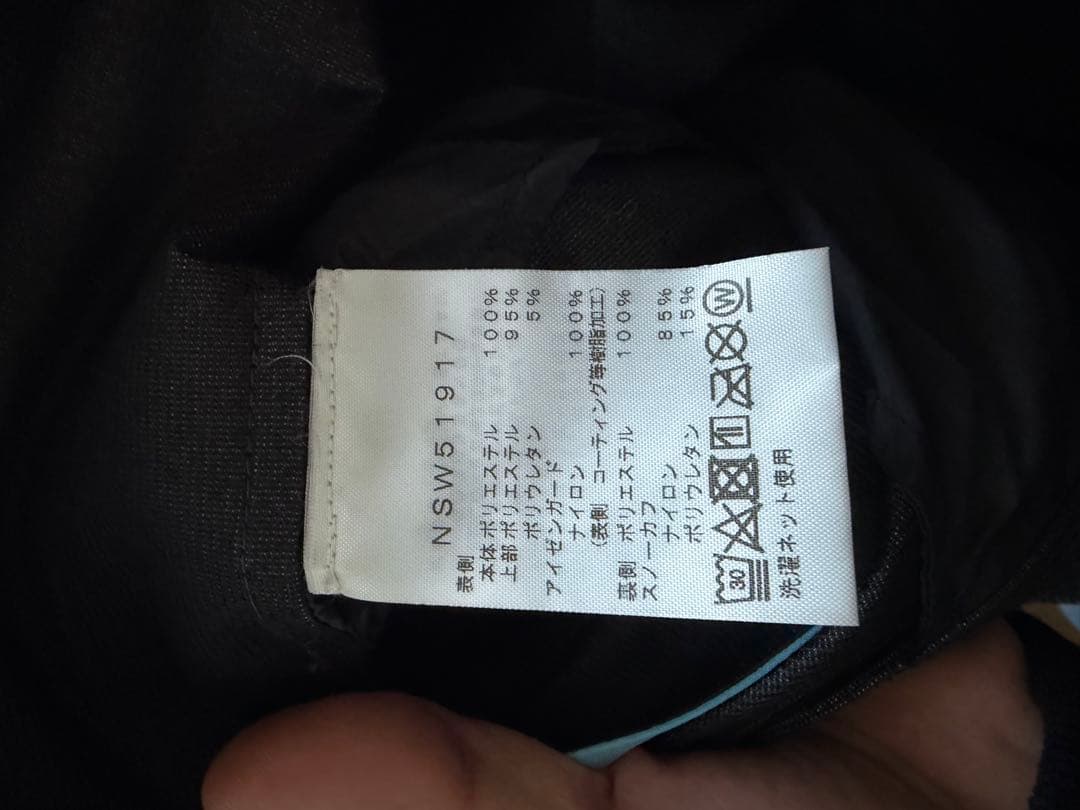 NSW51917
表側
本体 ポリエステル 100%
上部 ポリエステル 95%
ポリウレタン 5%
アイゼンガード
ナイロン 100%
(表側 コーティング等樹脂加工)
裏側 ポリエステル 100%
スノーカフ
ナイロン 85%
ポリウレタン 15%
30 W
洗濯ネット使用